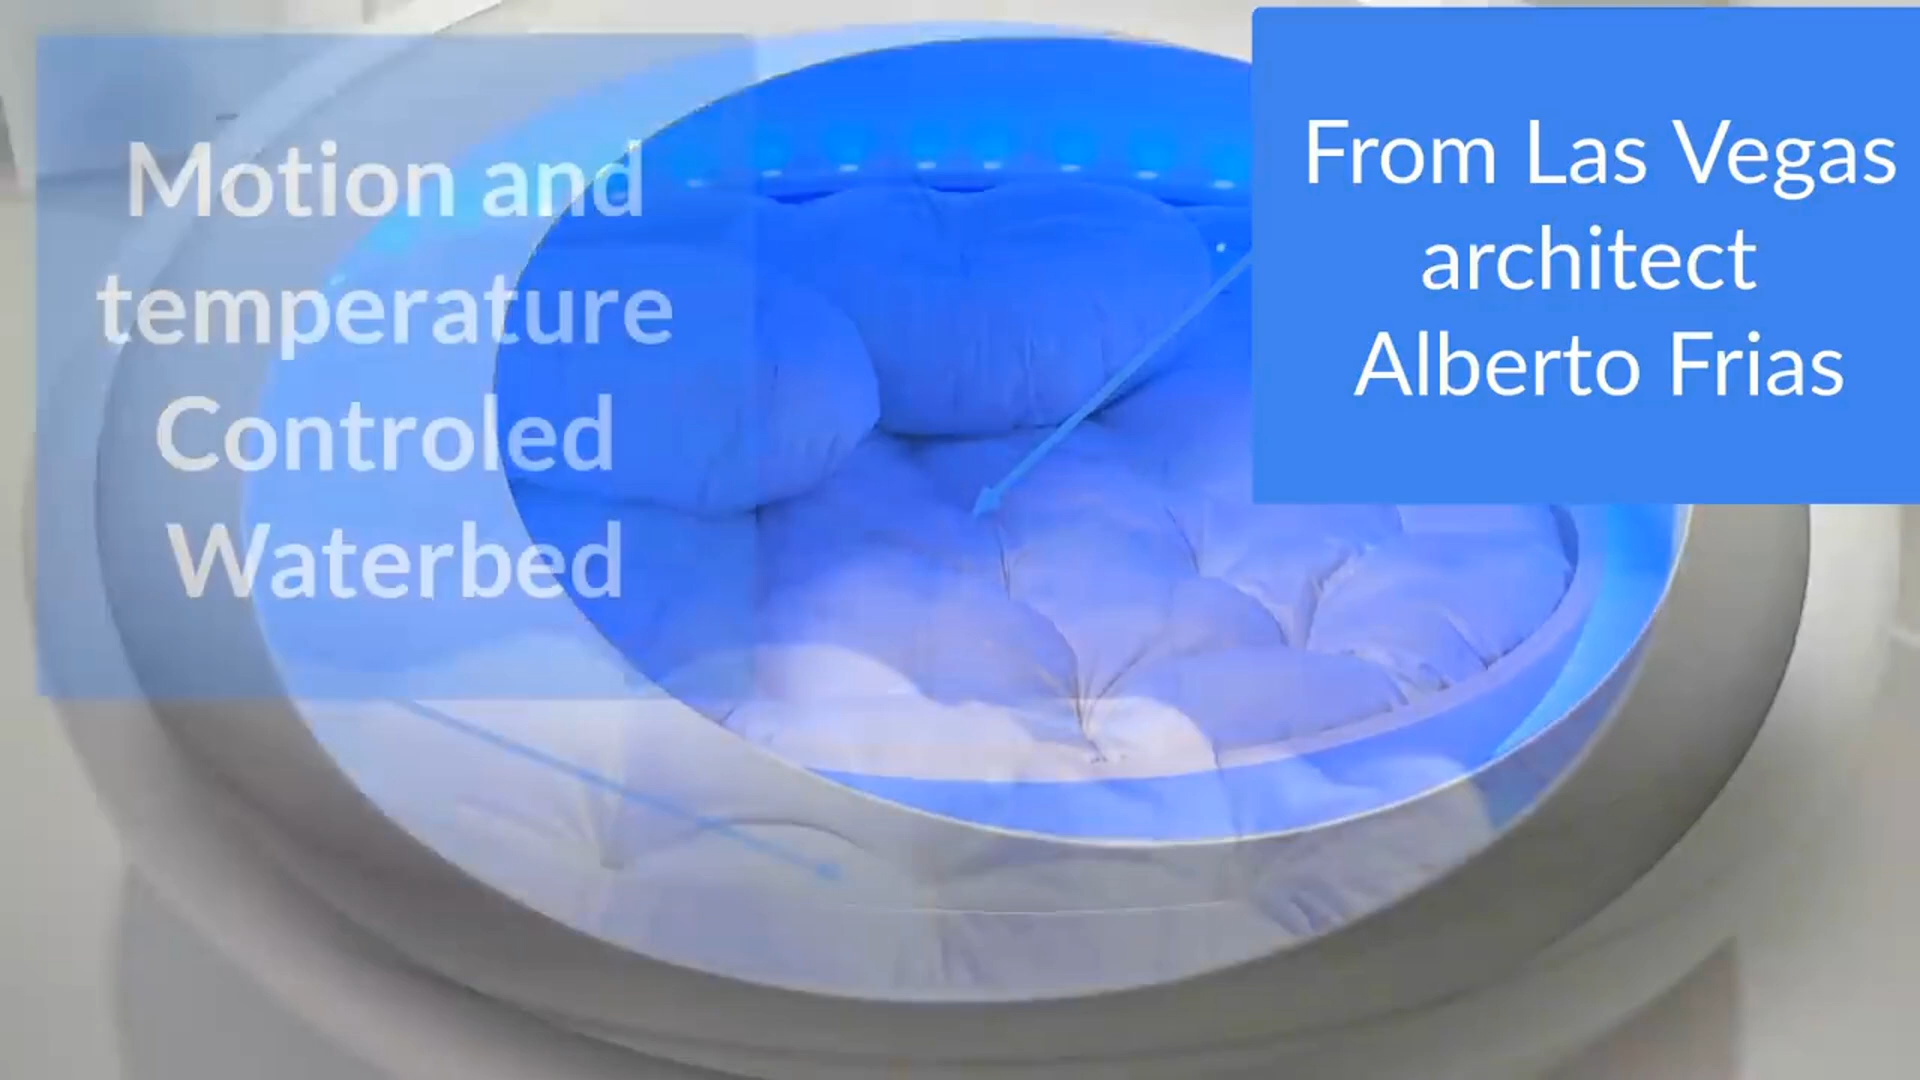 Motion and
temperature
Controled
Waterbed
From Las Vegas
architect
Alberto Frias